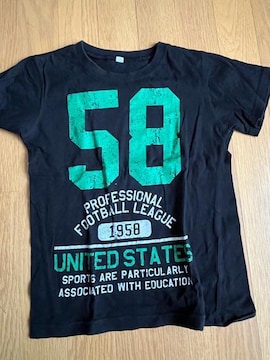 58
PROFESSIONAL
FOOTBALL LEAGUE
1958
UNITED STATES
SPORTS ARE PARTICULARLY
ASSOCIATED WITH EDUCATION